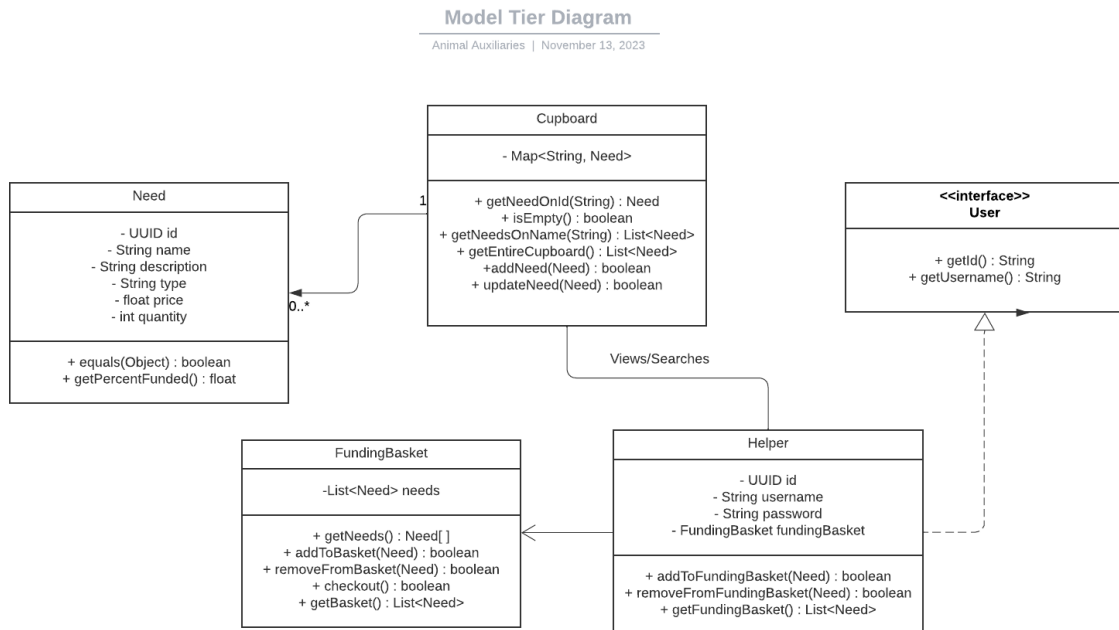 Model Tier Diagram
Animal Auxiliaries | November 13, 2023
Cupboard
- Map<String, Need>
+ getNeedOnId(String) : Need
+ isEmpty() : boolean
+ getNeedsOnName(String) : List<Need>
+ getEntireCupboard() : List<Need>
+addNeed(Need) : boolean
+ updateNeed(Need) : boolean
1
0..*
Need
- UUID id
- String name
- String description
- String type
- float price
- int quantity
+ equals(Object) : boolean
+ getPercentFunded() : float
<<interface>>
User
+ getId() : String
+ getUsername() : String
Views/Searches
FundingBasket
-List<Need> needs
+ getNeeds() : Need[ ]
+ addToBasket(Need) : boolean
+ removeFromBasket(Need) : boolean
+ checkout() : boolean
+ getBasket() : List<Need>
Helper
- UUID id
- String username
- String password
- FundingBasket fundingBasket
+ addToFundingBasket(Need) : boolean
+ removeFromFundingBasket(Need) : boolean
+ getFundingBasket() : List<Need>